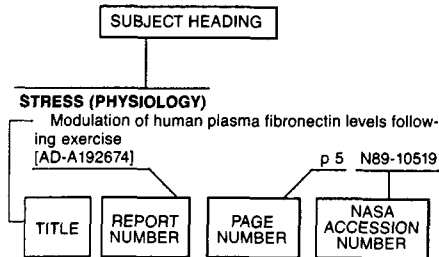 SUBJECT HEADING
STRESS (PHYSIOLOGY)
Modulation of human plasma fibronectin levels follow-
ing exercise
[AD-A192674] p 5 N89-10519
TITLE
REPORT
NUMBER
PAGE
NUMBER
NASA
ACCESSION
NUMBER